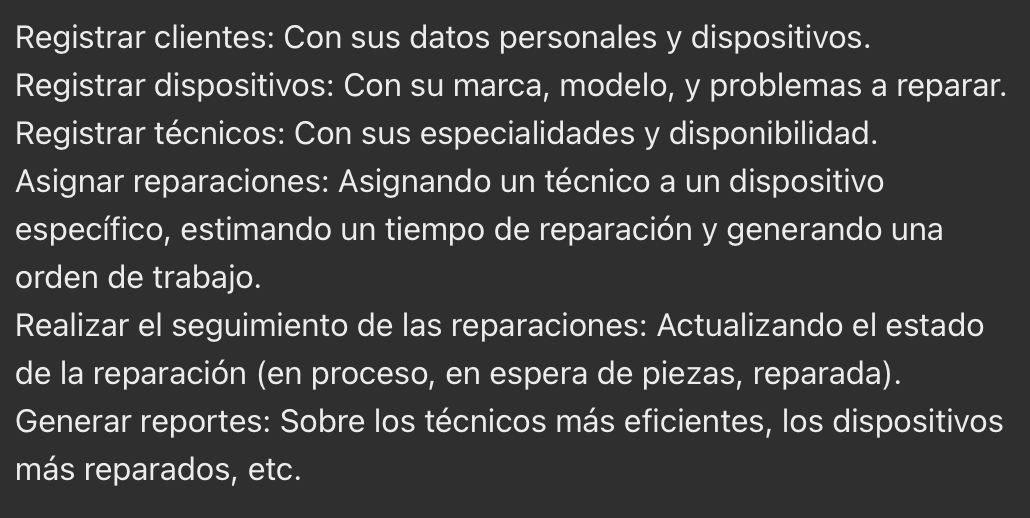 Registrar clientes: Con sus datos personales y dispositivos.
Registrar dispositivos: Con su marca, modelo, y problemas a reparar.
Registrar técnicos: Con sus especialidades y disponibilidad.
Asignar reparaciones: Asignando un técnico a un dispositivo
específico, estimando un tiempo de reparación y generando una
orden de trabajo.
Realizar el seguimiento de las reparaciones: Actualizando el estado
de la reparación (en proceso, en espera de piezas, reparada).
Generar reportes: Sobre los técnicos más eficientes, los dispositivos
más reparados, etc.